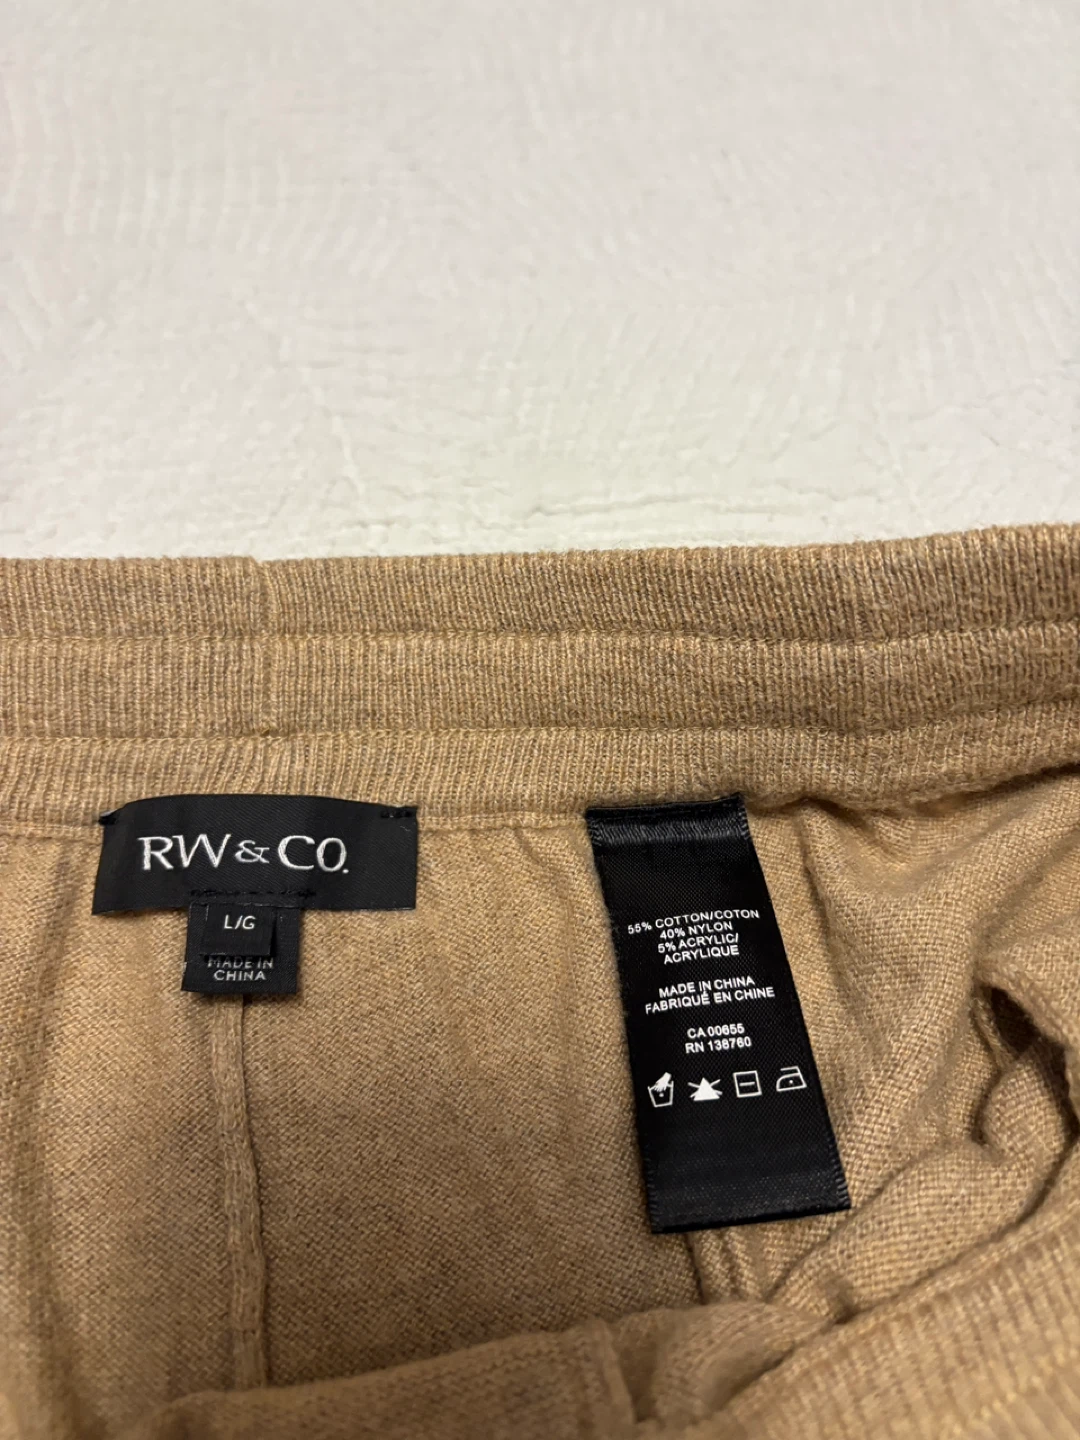 RW & CO.
L/G
MADE IN
CHINA
55% COTTON/COTON
40% NYLON
5% ACRYLIC/
ACRYLIQUE
MADE IN CHINA
FABRIQUÉ EN CHINE
CA 00655
RN 138760